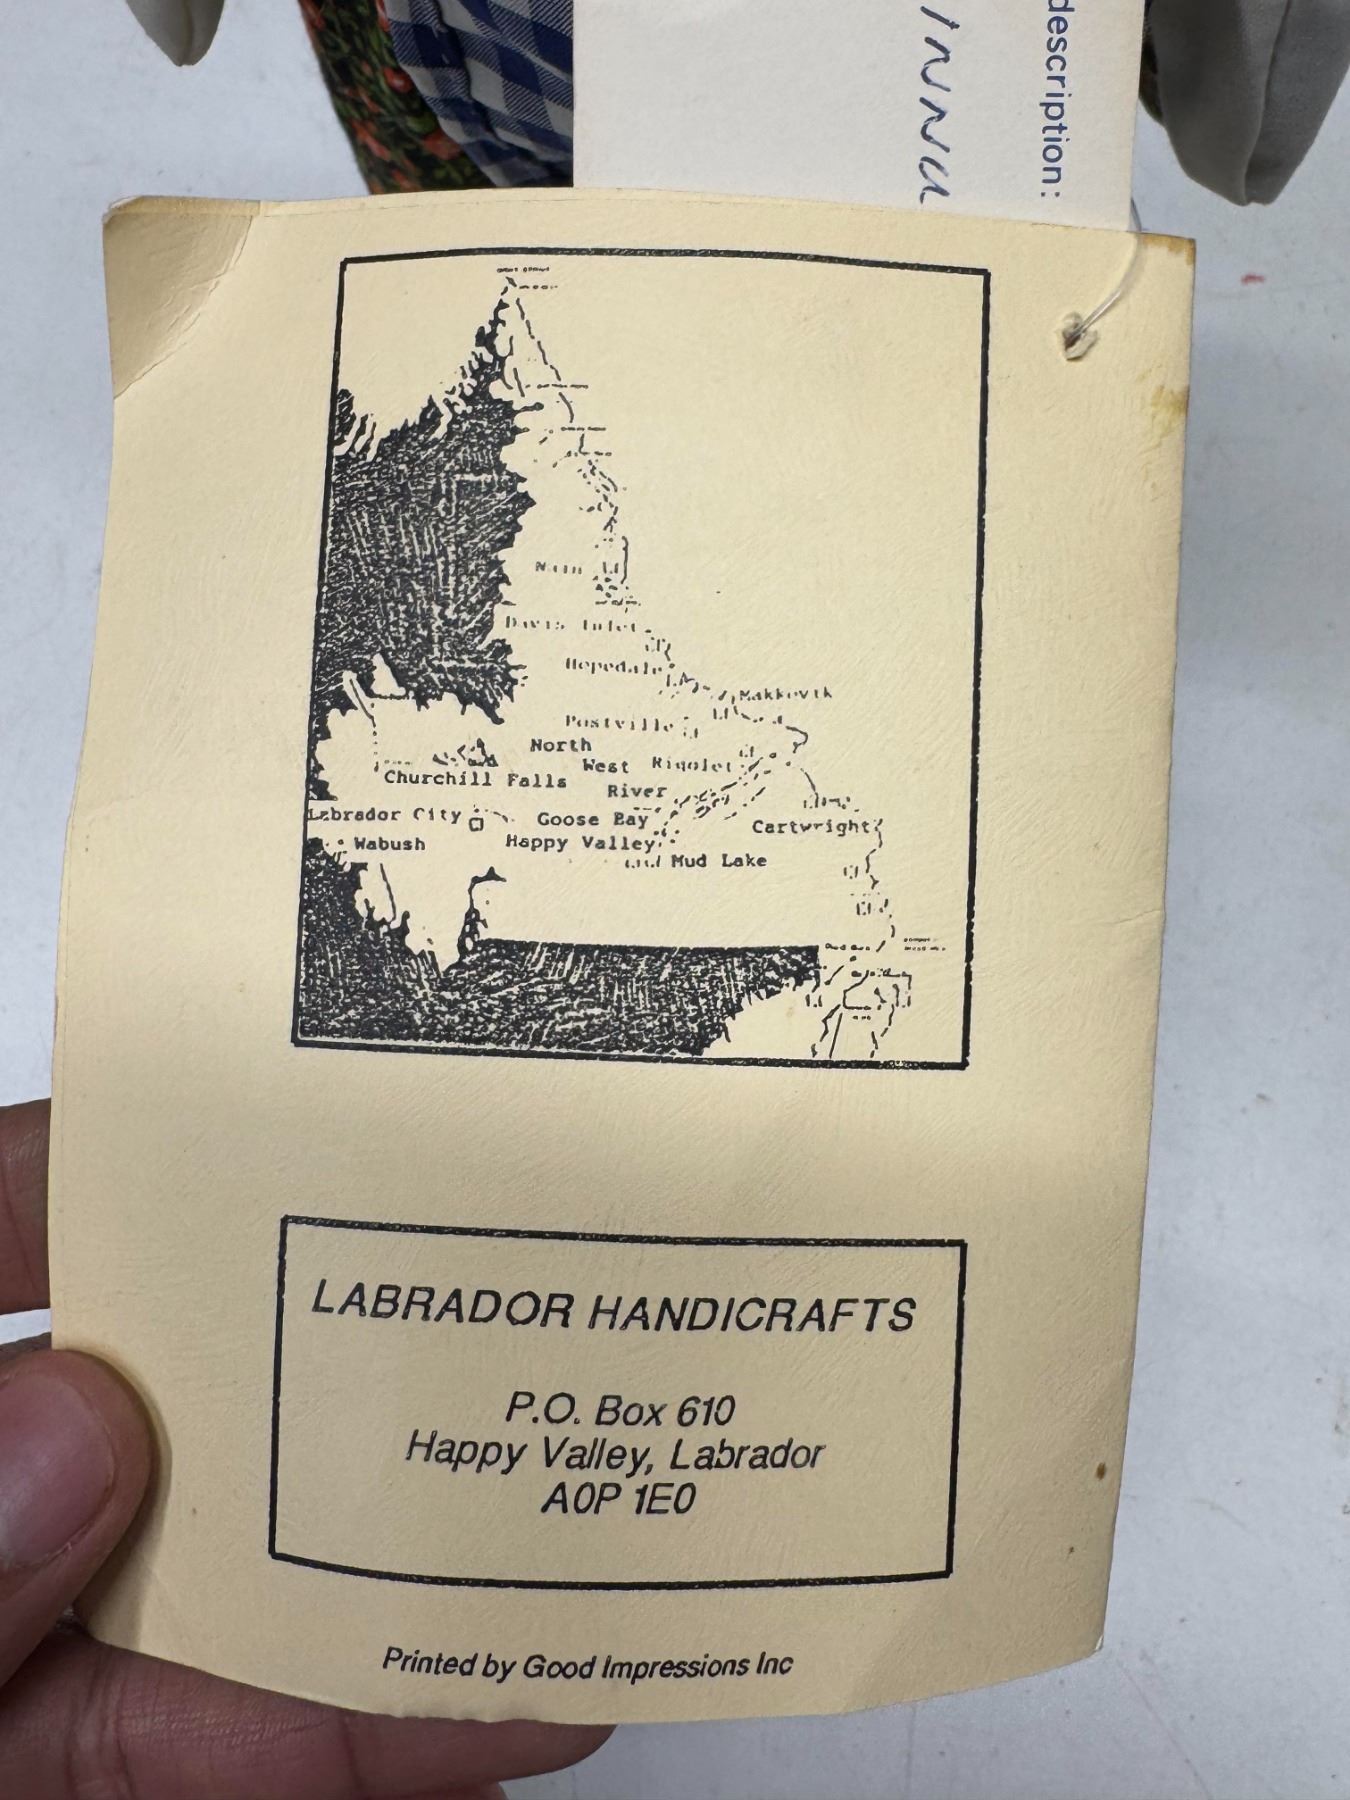 description:
Innu
Nain
Davis Inlet
Hopedale
Makkovik
Postville
North
West
River
Rigolet
Churchill Falls
Labrador City
Goose Bay
Cartwright
Wabush
Happy Valley
Mud Lake
LABRADOR HANDICRAFTS
P.O. Box 610
Happy Valley, Labrador
A0P 1E0
Printed by Good Impressions Inc